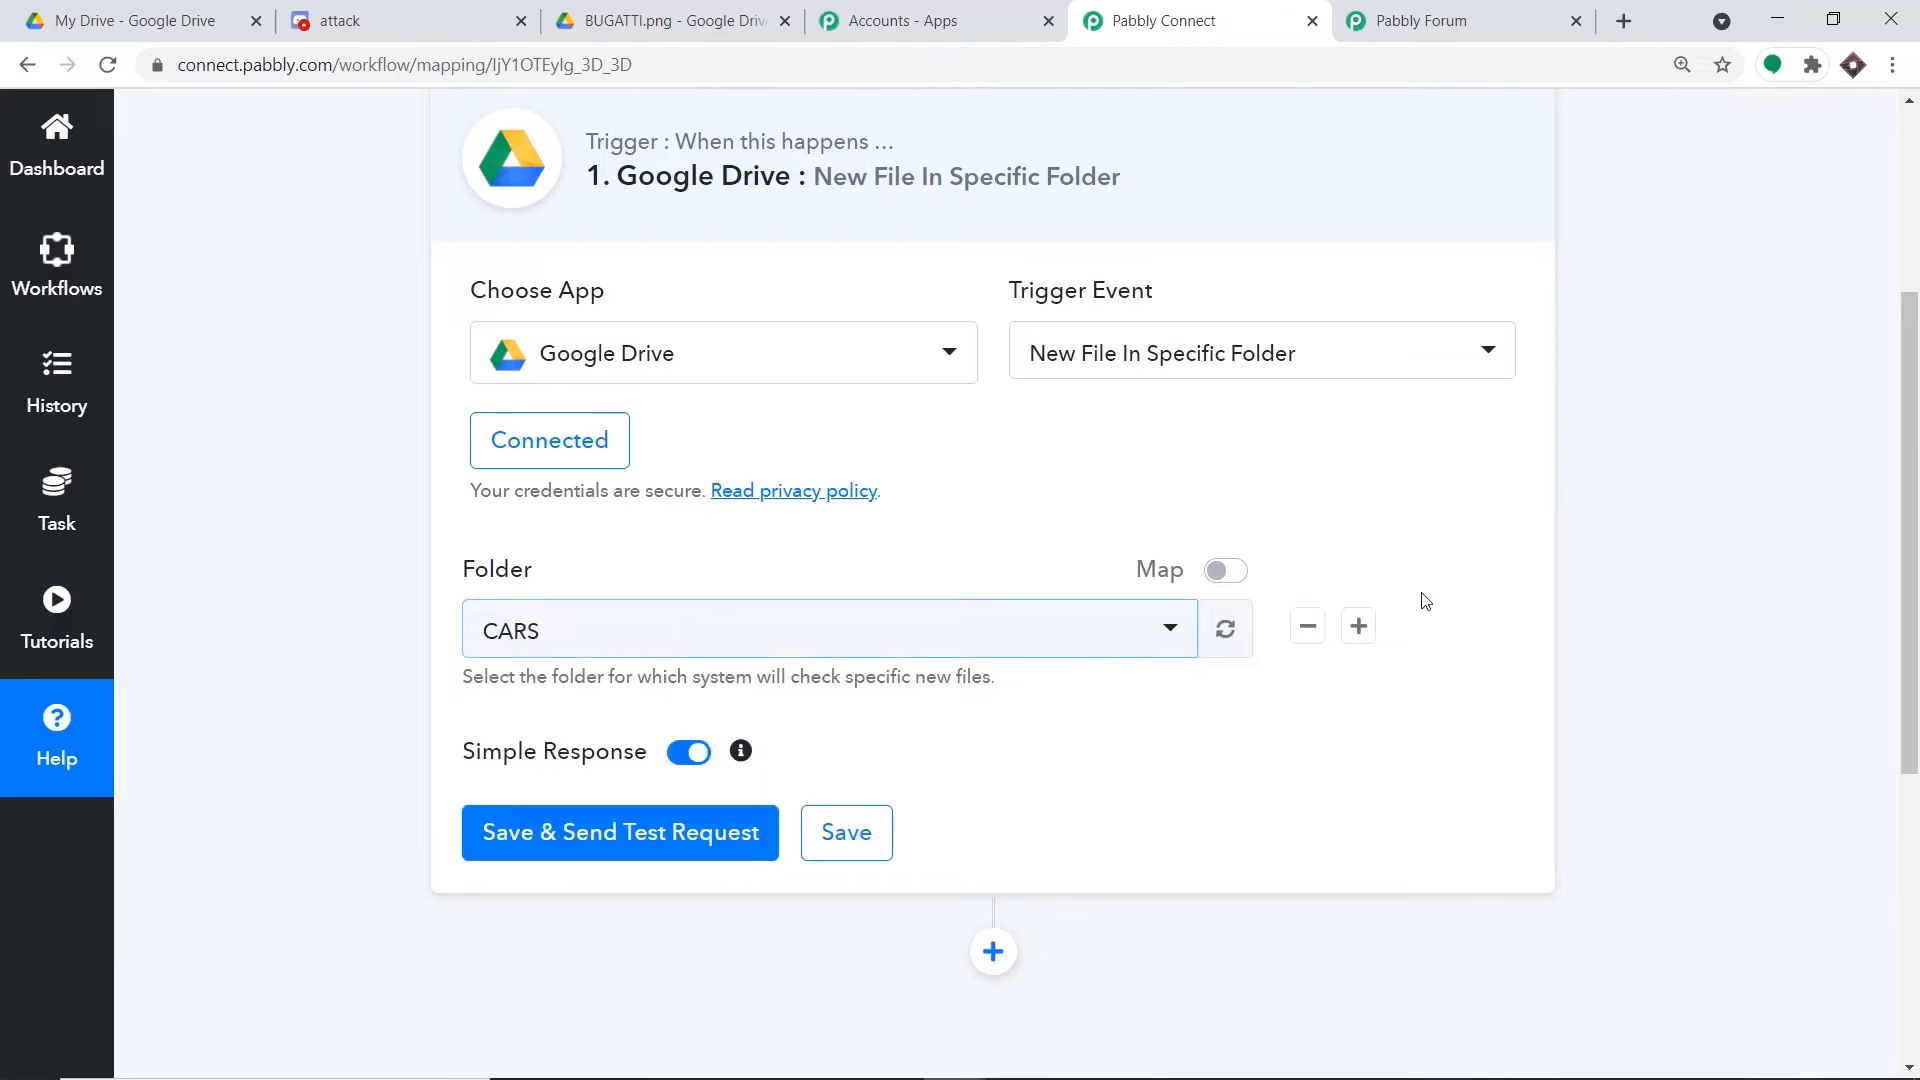 My Drive - Google Drive
attack
BUGATTI.png - Google Driv
Accounts - Apps
Pabbly Connect
Pabbly Forum
connect.pabbly.com/workflow/mapping/IjY1OTEyIg_3D_3D
Dashboard
Workflows
History
Task
Tutorials
Help
Trigger : When this happens ...
1. Google Drive : New File In Specific Folder
Choose App
Trigger Event
Google Drive
New File In Specific Folder
Connected
Your credentials are secure. Read privacy policy.
Folder
Map
CARS
Select the folder for which system will check specific new files.
Simple Response
Save & Send Test Request
Save